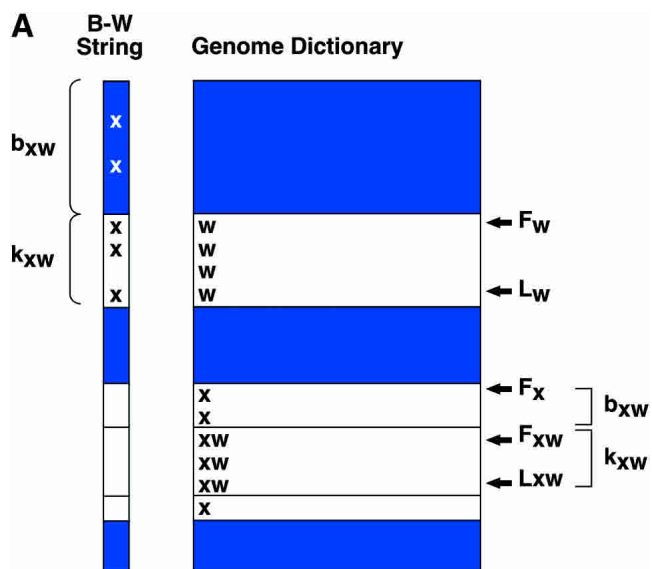 A
B-W
String
Genome Dictionary
bxw
x
x
kxw
x
x
x
w
w
w
w
Fw
Lw
x
x
Fx
bxw
xw
xw
xw
Fxw
Lxw
kxw
x